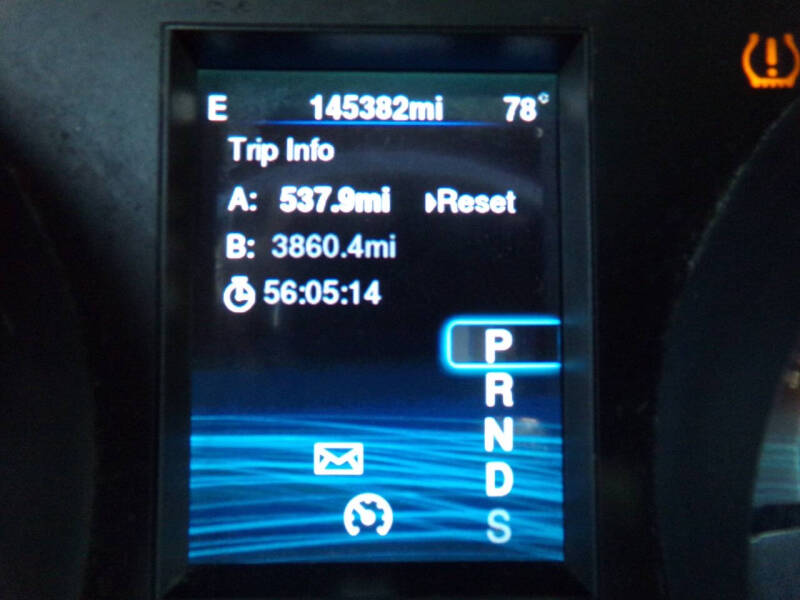 E 145382mi 78°
Trip Info
A: 537.9mi Reset
B: 3860.4mi
56:05:14
P
R
N
D
S